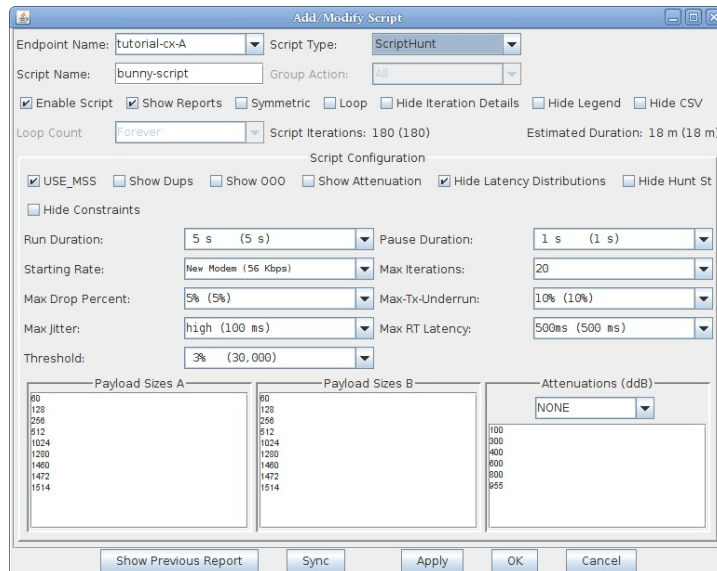 Add/Modify Script
Endpoint Name: tutorial-cx-A Script Type: ScriptHunt
Script Name: bunny-script Group Action: All
Enable Script Show Reports Symmetric Loop Hide Iteration Details Hide Legend Hide CSV
Loop Count Forever Script Iterations: 180 (180) Estimated Duration: 18 m (18 m)
Script Configuration
USE_MSS Show Dups Show OOO Show Attenuation Hide Latency Distributions Hide Hunt St
Hide Constraints
Run Duration: 5 s (5 s) Pause Duration: 1 s (1 s)
Starting Rate: New Modem (56 Kbps) Max Iterations: 20
Max Drop Percent: 5% (5%) Max-Tx-Underrun: 10% (10%)
Max Jitter: high (100 ms) Max RT Latency: 500ms (500 ms)
Threshold: 3% (30,000)
Payload Sizes A
60
128
256
512
1024
1280
1460
1472
1514
Payload Sizes B
60
128
256
512
1024
1280
1460
1472
1514
Attenuations (ddB)
NONE
100
300
400
600
800
955
Show Previous Report Sync Apply OK Cancel